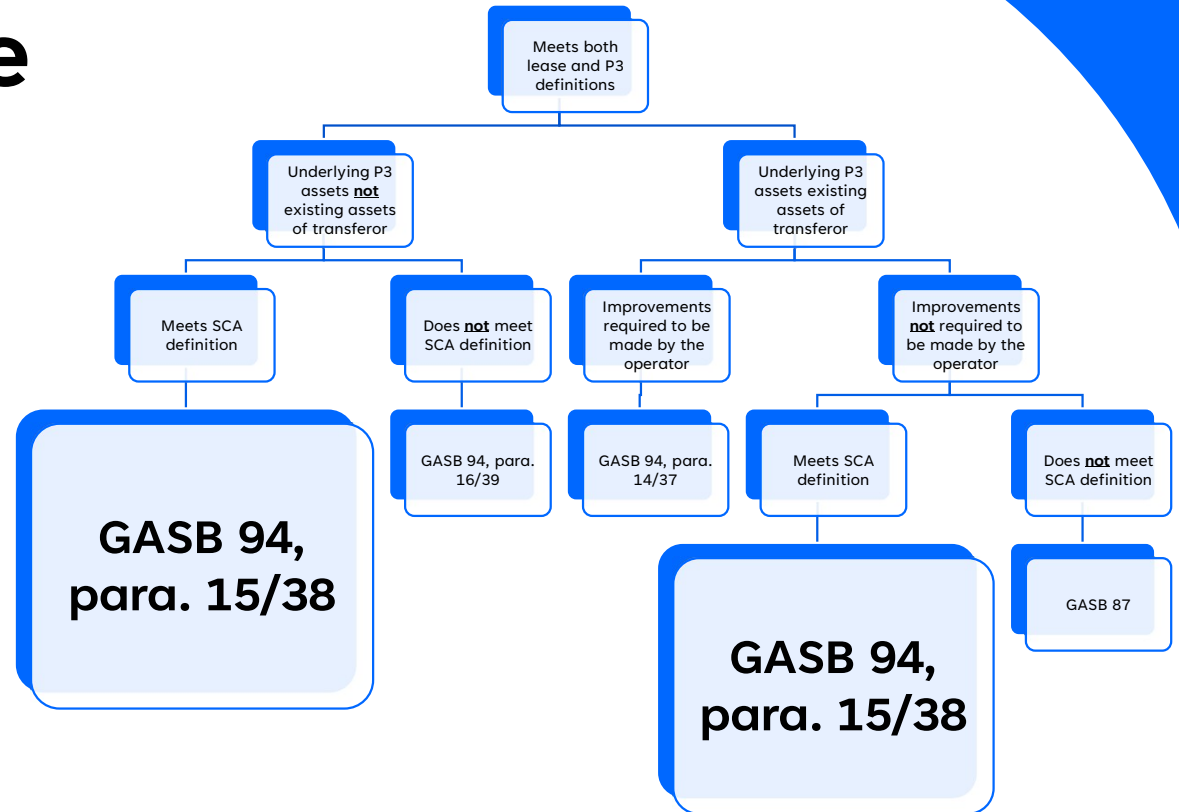 e
Meets both
lease and P3
definitions
Underlying P3
assets not
existing assets
of transferor
Underlying P3
assets existing
assets of
transferor
Meets SCA
definition
Does not meet
SCA definition
Improvements
required to be
made by the
operator
Improvements
not required to
be made by the
operator
GASB 94,
para. 15/38
GASB 94, para.
16/39
GASB 94, para.
14/37
Meets SCA
definition
Does not meet
SCA definition
GASB 94,
para. 15/38
GASB 87